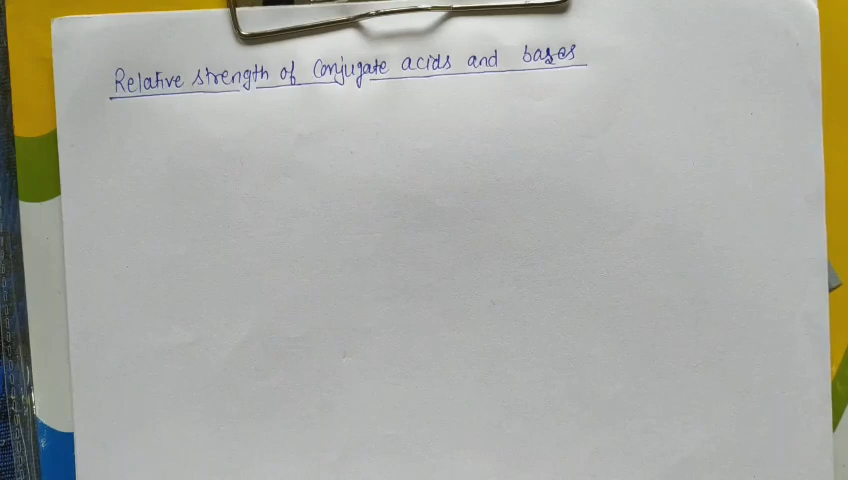 Relative strength of Conjugate acids and bases